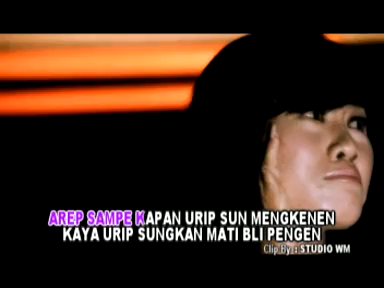 AREP SAMPE KAPAN URIP SUN MENGKENEN
KAYA URIP SUNGKAN MATI BLI PENGEN
Clip By : STUDIO WM